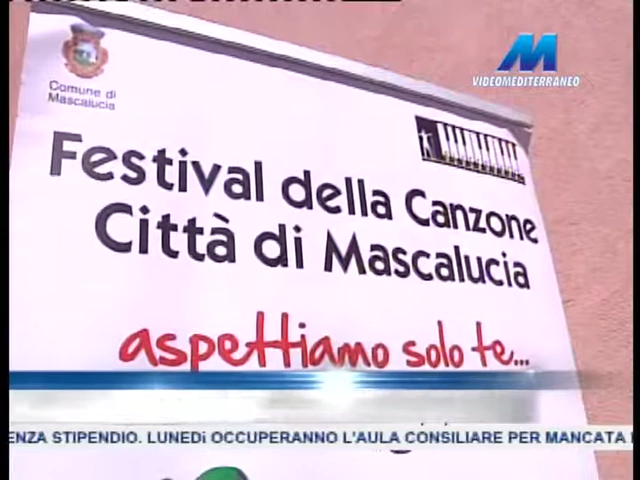 M
VIDEOMEDITERRANEO
Comune di
Mascalucia
Festival della Canzone
Città di Mascalucia
aspettiamo solo te...
ENZA STIPENDIO. LUNEDì OCCUPERANNO L'AULA CONSILIARE PER MANCATA